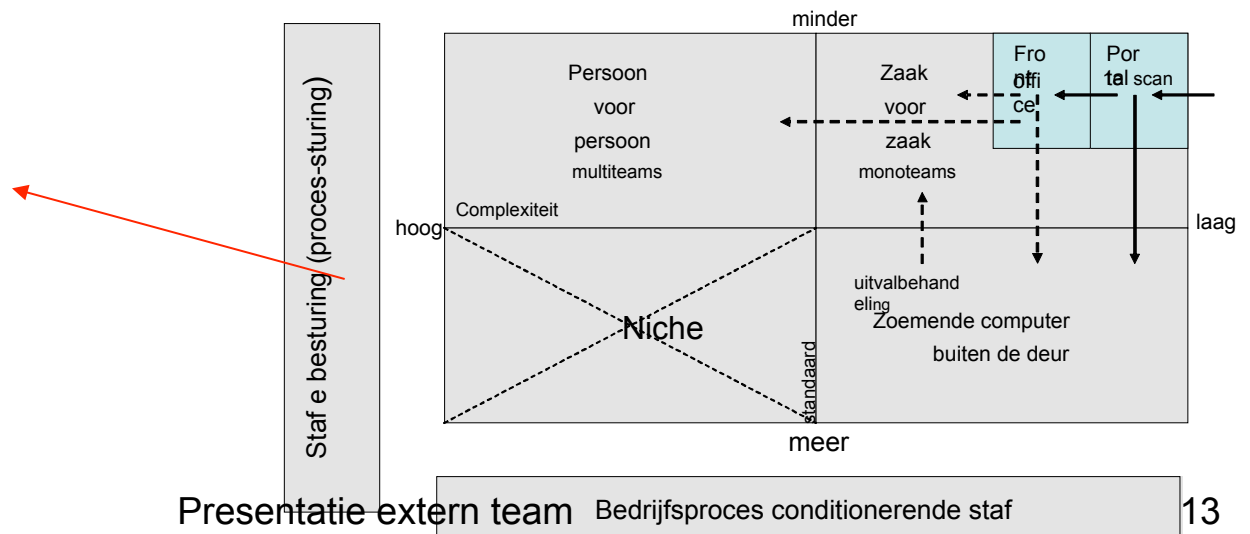 minder
Staf e besturing (proces-sturing)
Persoon
voor
persoon
multiteams
Zaak
voor
zaak
monoteams
Fro
nt
offi
ce
Por
tal scan
Complexiteit
hoog
laag
uitvalbehand
eling
Zoemende computer
buiten de deur
Niche
standaard
meer
Bedrijfsproces conditionerende staf
Presentatie extern team
13